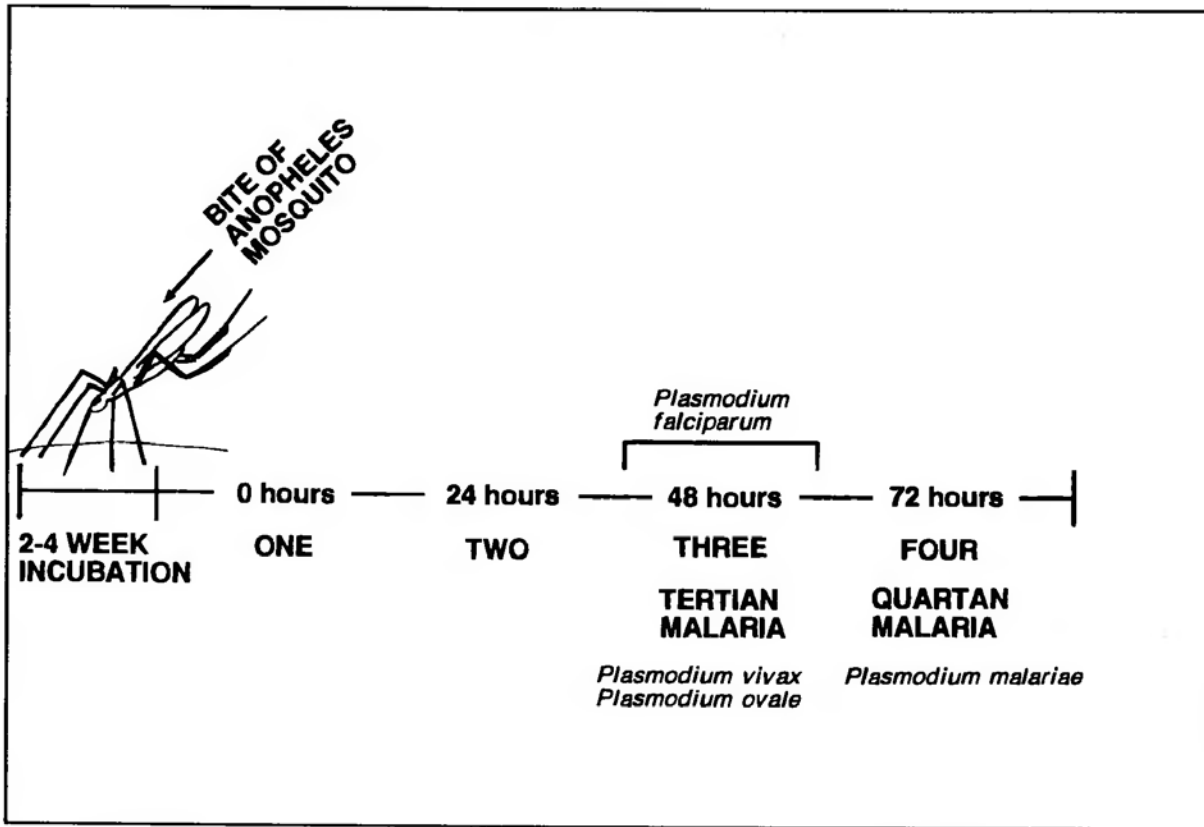 BITE OF
ANOPHELES
MOSQUITO
Plasmodium
falciparum
0 hours
24 hours
48 hours
72 hours
2-4 WEEK
INCUBATION
ONE
TWO
THREE
FOUR
TERTIAN
MALARIA
QUARTAN
MALARIA
Plasmodium vivax
Plasmodium ovale
Plasmodium malariae